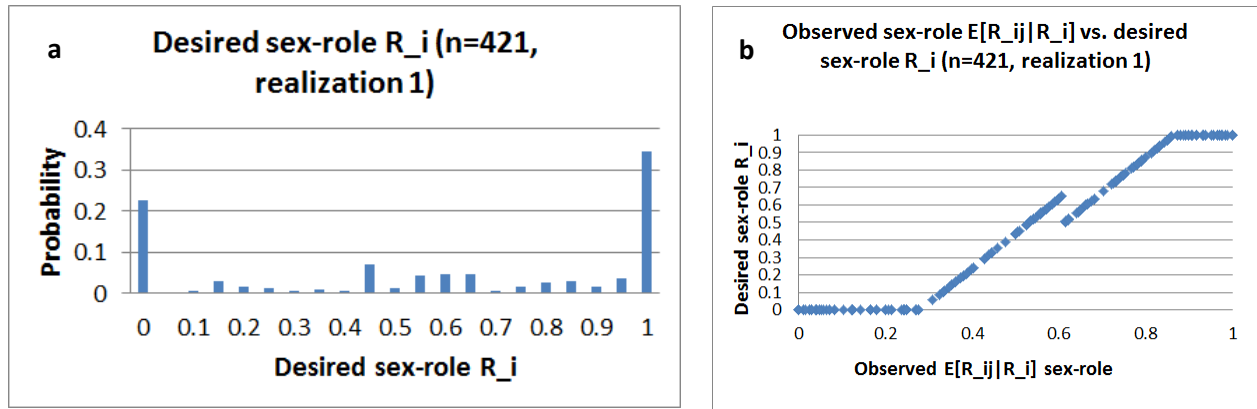 a
Desired sex-role R_i (n=421,
realization 1)
Probability
0.4
0.3
0.2
0.1
0
0 0.1 0.2 0.3 0.4 0.5 0.6 0.7 0.8 0.9 1
Desired sex-role R_i
b
Observed sex-role E[R_ij|R_i] vs. desired
sex-role R_i (n=421, realization 1)
Desired sex-role R_i
1
0.9
0.8
0.7
0.6
0.5
0.4
0.3
0.2
0.1
0
0 0.2 0.4 0.6 0.8 1
Observed E[R_ij|R_i] sex-role